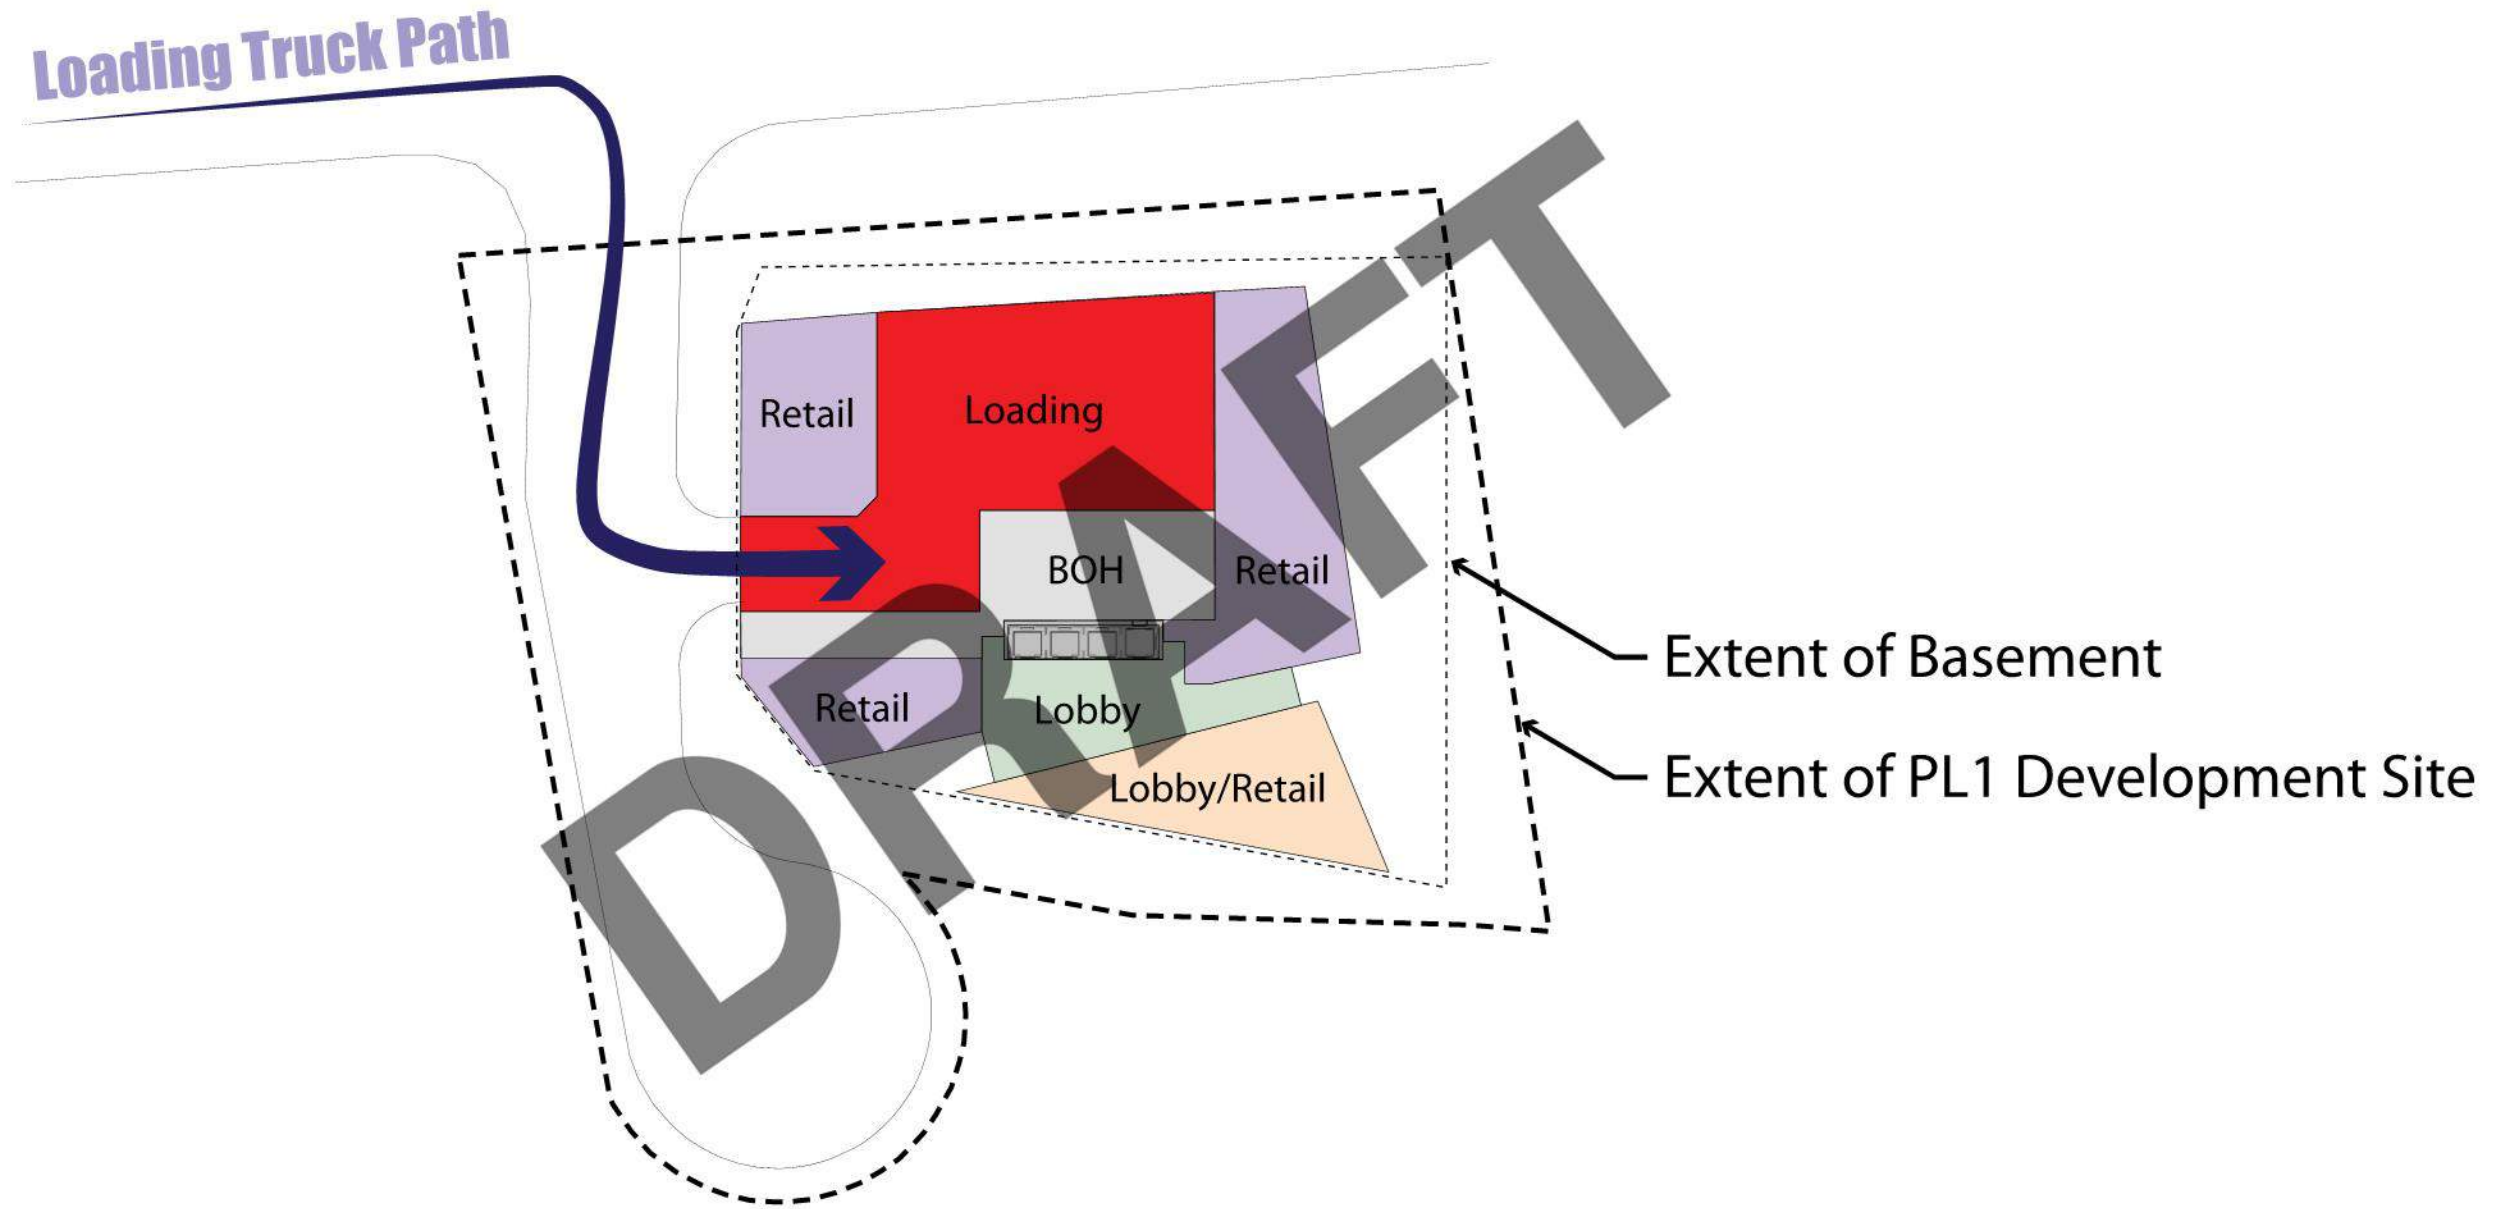 Loading Truck Path
Retail
Loading
BOH
Retail
Retail
Lobby
Lobby/Retail
Extent of Basement
Extent of PL1 Development Site
DRAFT